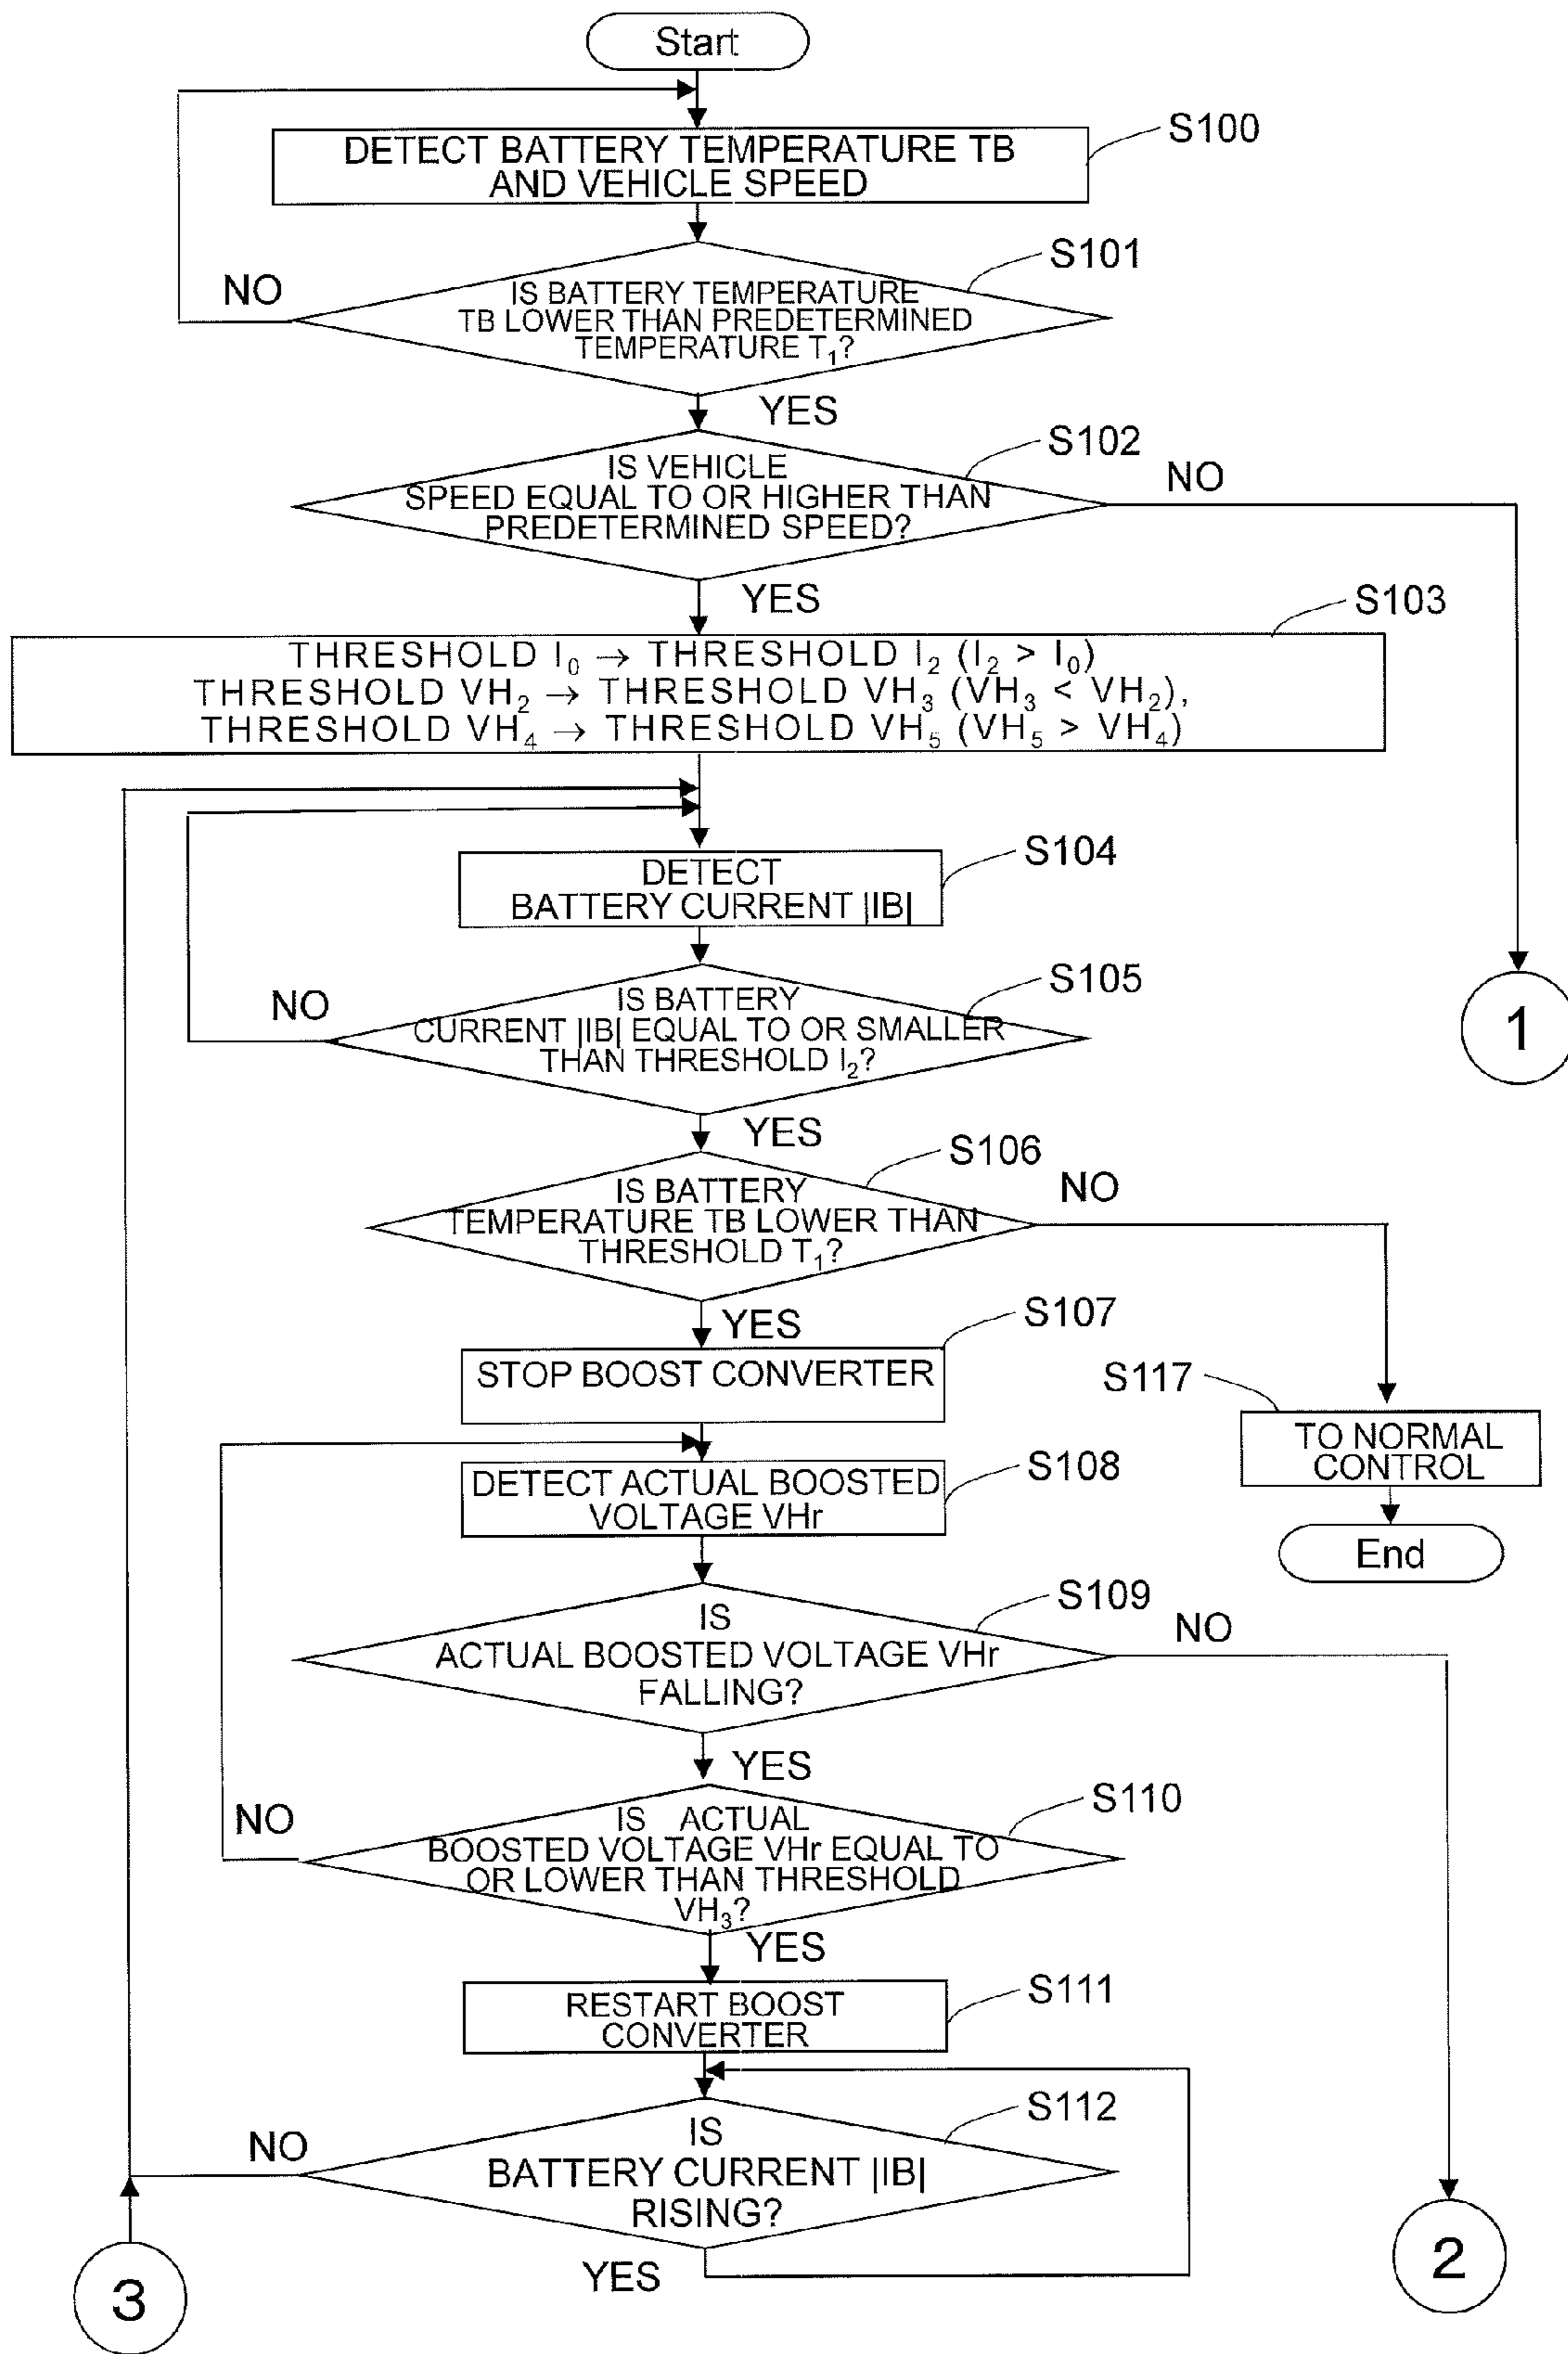 Start
DETECT BATTERY TEMPERATURE TB
AND VEHICLE SPEED
S100
S101
NO
IS BATTERY TEMPERATURE
TB LOWER THAN PREDETERMINED
TEMPERATURE T₁?
YES
S102
IS VEHICLE
SPEED EQUAL TO OR HIGHER THAN
PREDETERMINED SPEED?
NO
YES
S103
THRESHOLD I₀ → THRESHOLD I₂ (I₂ > I₀)
THRESHOLD VH₂ → THRESHOLD VH₃ (VH₃ < VH₂),
THRESHOLD VH₄ → THRESHOLD VH₅ (VH₅ > VH₄)
S104
DETECT
BATTERY CURRENT |IB|
S105
NO
IS BATTERY
CURRENT |IB| EQUAL TO OR SMALLER
THAN THRESHOLD I₂?
1
YES
S106
IS BATTERY
TEMPERATURE TB LOWER THAN
THRESHOLD T₁?
NO
YES
S107
STOP BOOST CONVERTER
S117
TO NORMAL
CONTROL
End
S108
DETECT ACTUAL BOOSTED
VOLTAGE VHr
S109
IS
ACTUAL BOOSTED VOLTAGE VHr
FALLING?
NO
YES
S110
NO
IS ACTUAL
BOOSTED VOLTAGE VHr EQUAL TO
OR LOWER THAN THRESHOLD
VH₃?
YES
S111
RESTART BOOST
CONVERTER
S112
NO
IS
BATTERY CURRENT |IB|
RISING?
YES
2
3